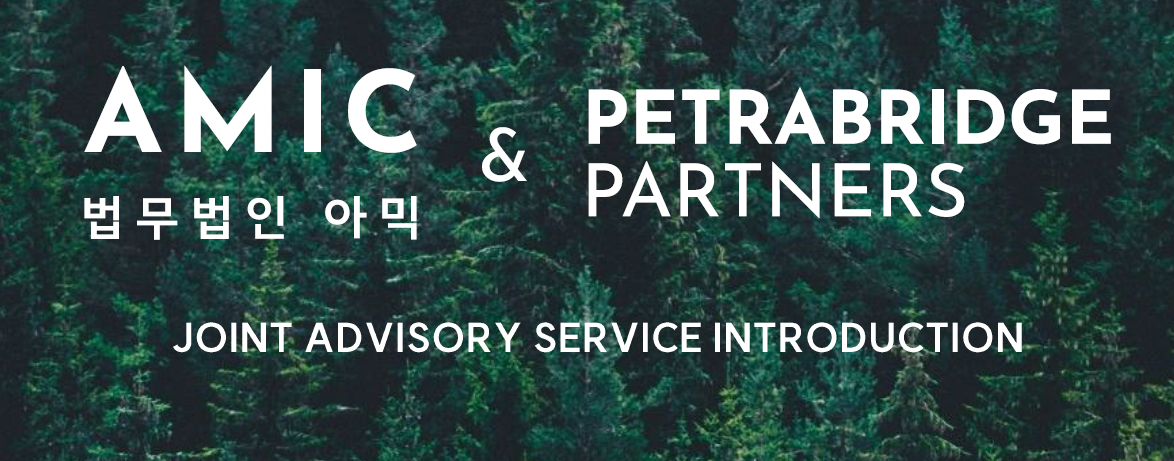 AMIC
법무법인 아믹
&
PETRABRIDGE
PARTNERS
JOINT ADVISORY SERVICE INTRODUCTION